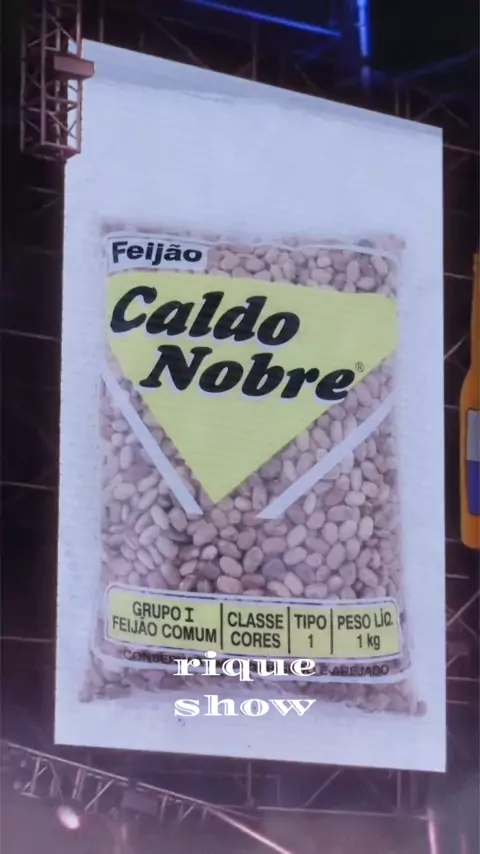 Feijão
Caldo
Nobre®
GRUPO I
FEIJÃO COMUM
CLASSE
CORES
TIPO
1
PESO LÍQ.
1 kg
rique
show